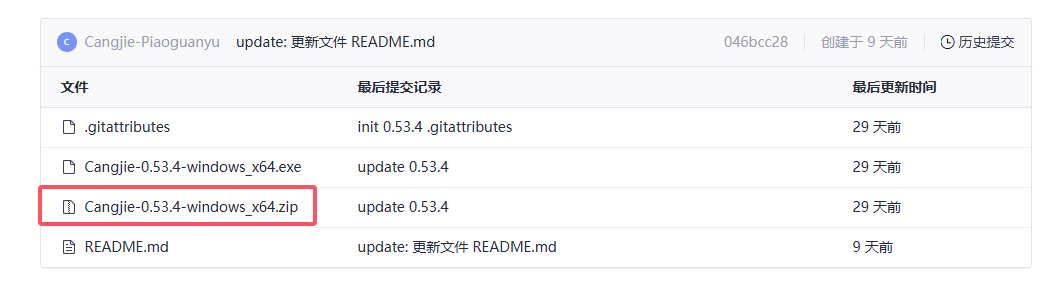 C Cangjie-Piaoguanyu update: 更新文件 README.md 046bcc28 创建于 9 天前 历史提交
文件 最后提交记录 最后更新时间
.gitattributes init 0.53.4 .gitattributes 29 天前
Cangjie-0.53.4-windows_x64.exe update 0.53.4 29 天前
Cangjie-0.53.4-windows_x64.zip update 0.53.4 29 天前
README.md update: 更新文件 README.md 9 天前